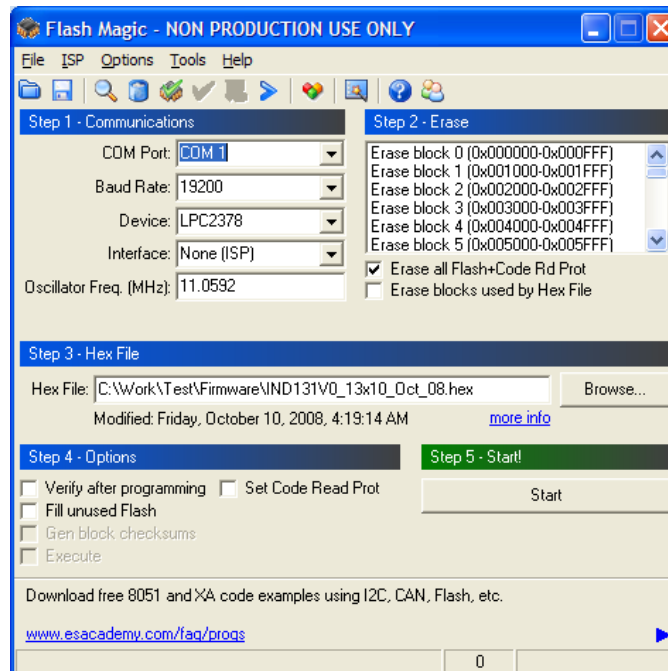 Flash Magic - NON PRODUCTION USE ONLY
File ISP Options Tools Help
Step 1 - Communications
COM Port: COM 1
Baud Rate: 19200
Device: LPC2378
Interface: None (ISP)
Oscillator Freq. (MHz): 11.0592
Step 2 - Erase
Erase block 0 (0x000000-0x000FFF)
Erase block 1 (0x001000-0x001FFF)
Erase block 2 (0x002000-0x002FFF)
Erase block 3 (0x003000-0x003FFF)
Erase block 4 (0x004000-0x004FFF)
Erase block 5 (0x005000-0x005FFF)
Erase all Flash+Code Rd Prot
Erase blocks used by Hex File
Step 3 - Hex File
Hex File: C:\Work\Test\Firmware\IND131V0_13x10_Oct_08.hex Browse...
Modified: Friday, October 10, 2008, 4:19:14 AM more info
Step 4 - Options
Verify after programming Set Code Read Prot
Fill unused Flash
Gen block checksums
Execute
Step 5 - Start!
Start
Download free 8051 and XA code examples using I2C, CAN, Flash, etc.
www.esacademy.com/faq/progs
0